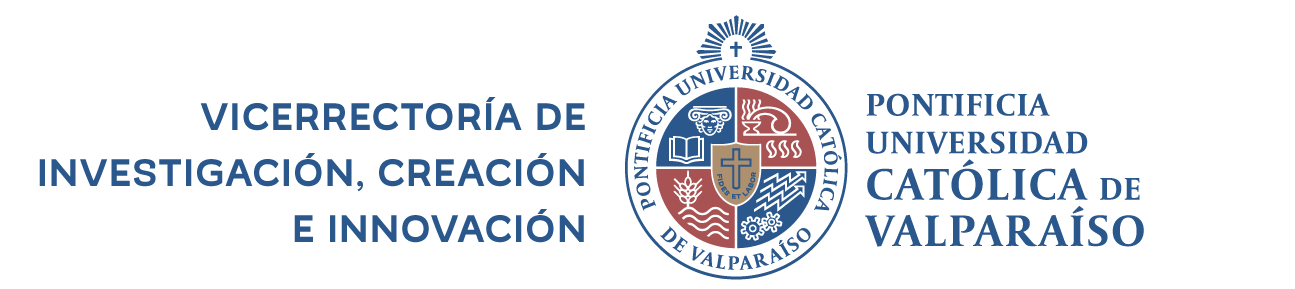 VICERRECTORÍA DE
INVESTIGACIÓN, CREACIÓN
E INNOVACIÓN
PONTIFICIA UNIVERSIDAD CATÓLICA
DE VALPARAÍSO
FIDES ET LABOR
PONTIFICIA
UNIVERSIDAD
CATÓLICA DE
VALPARAÍSO